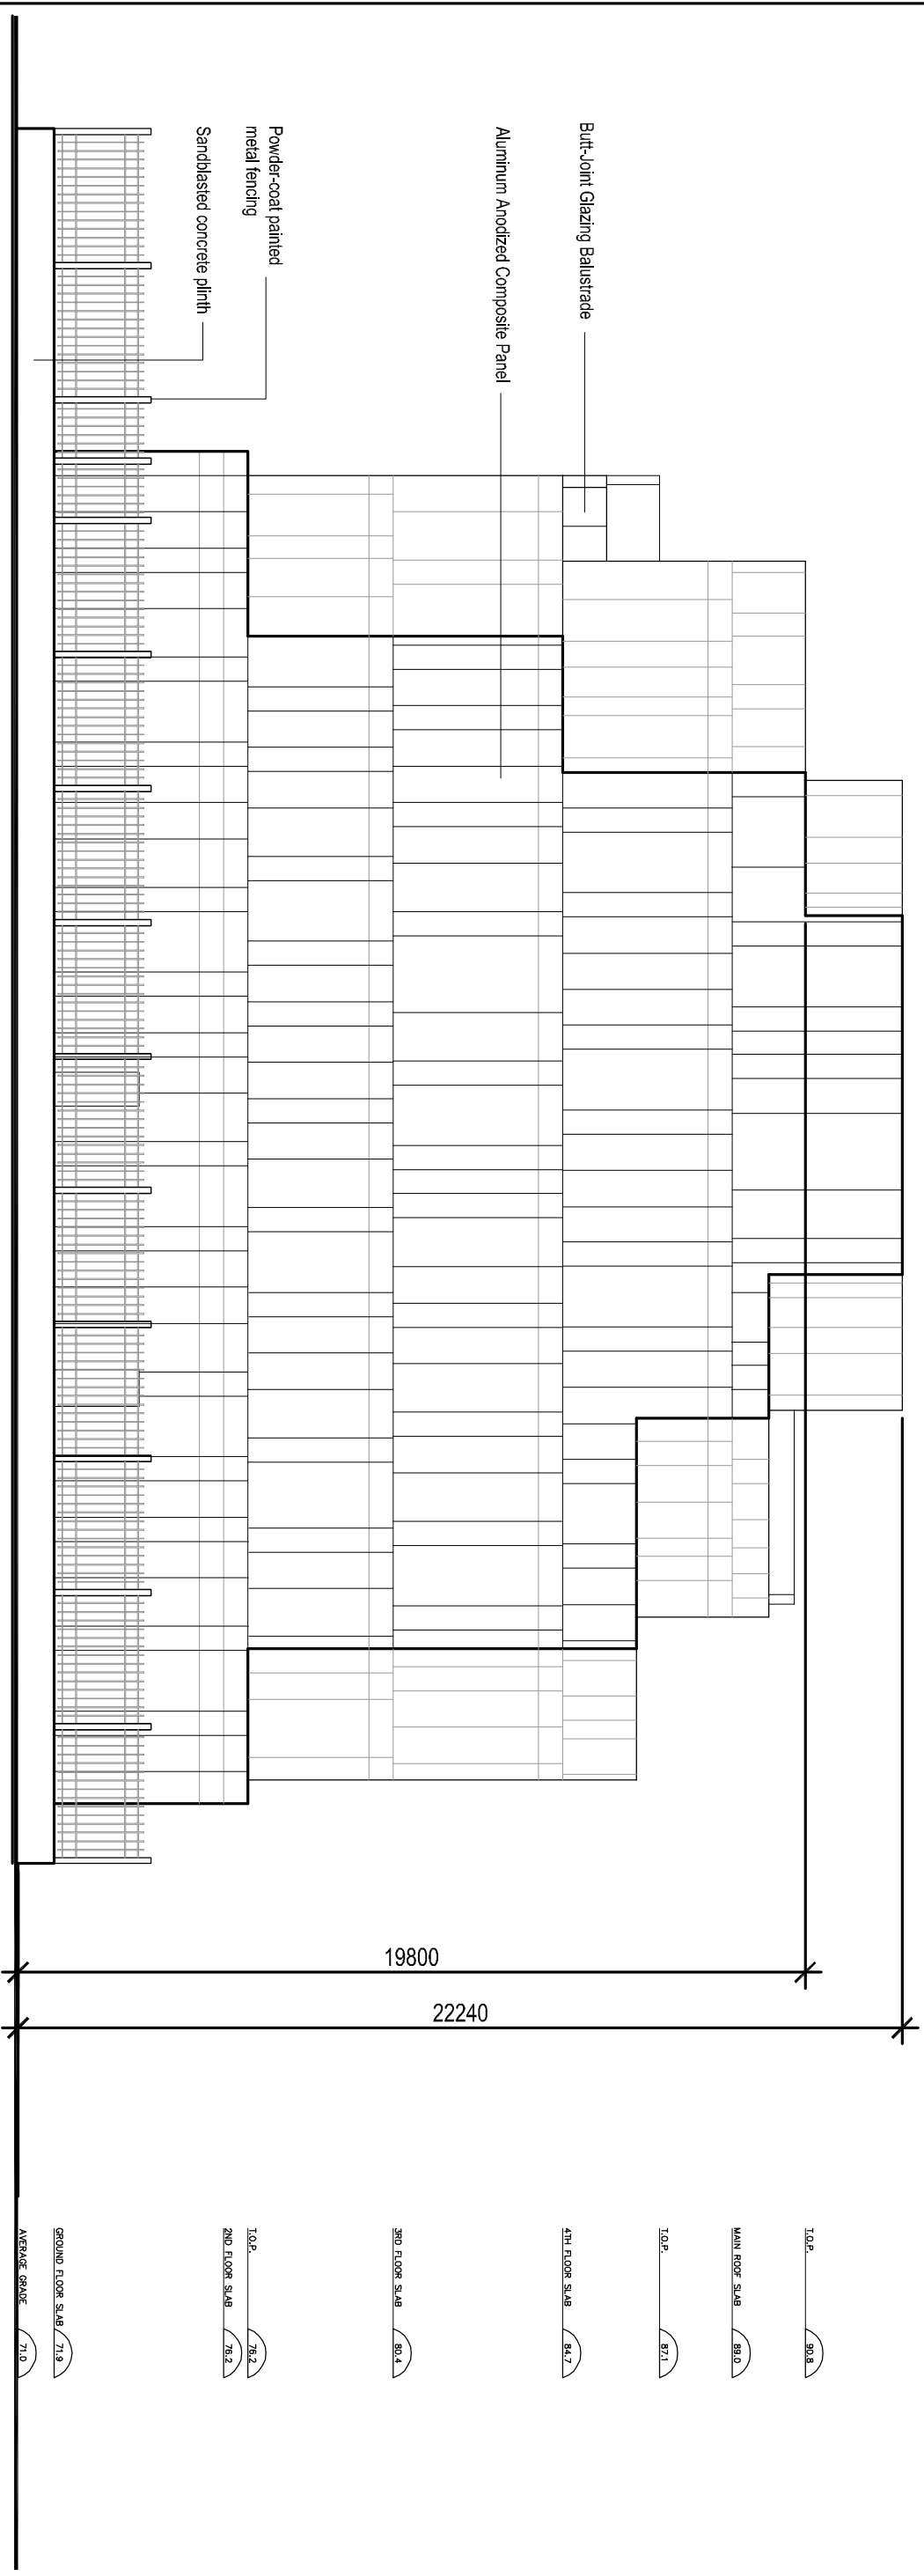 Butt-Joint Glazing Balustrade
Aluminum Anodized Composite Panel
Powder-coat painted
metal fencing
Sandblasted concrete plinth
19800
22240
T.O.P. 90.8
MAIN ROOF SLAB 89.0
T.O.P. 87.1
4TH FLOOR SLAB 84.7
3RD FLOOR SLAB 80.4
T.O.P. 76.2
2ND FLOOR SLAB 76.2
GROUND FLOOR SLAB 71.9
AVERAGE GRADE 71.0